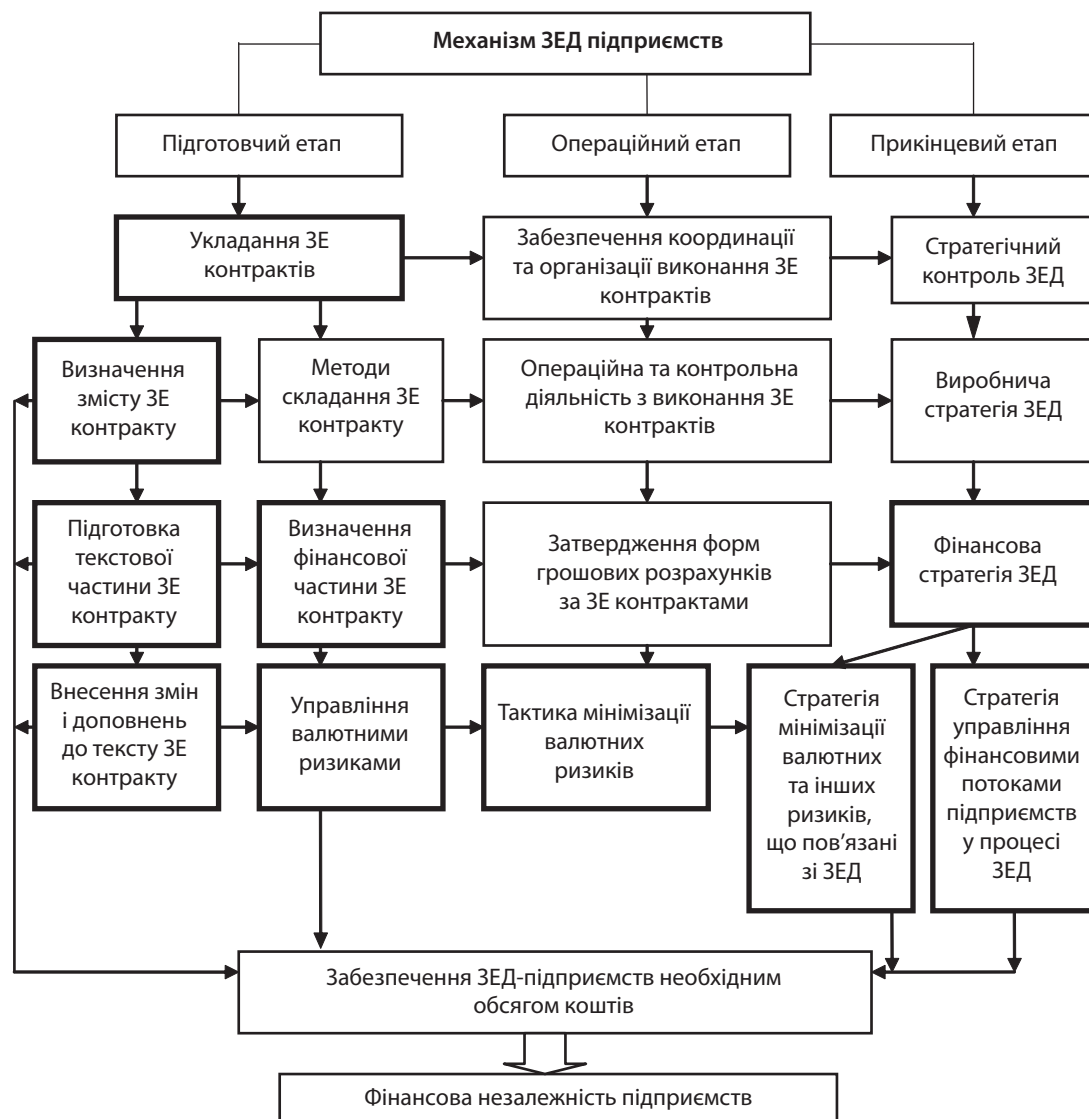 Механізм ЗЕД підприємств
Підготовчий етап
Операційний етап
Прикінцевий етап
Укладання ЗЕ
контрактів
Забезпечення координації
та організації виконання ЗЕ
контрактів
Стратегічний
контроль ЗЕД
Визначення
змісту ЗЕ
контракту
Методи
складання ЗЕ
контракту
Операційна та контрольна
діяльність з виконання ЗЕ
контрактів
Виробнича
стратегія ЗЕД
Підготовка
текстової
частини ЗЕ
контракту
Визначення
фінансової
частини ЗЕ
контракту
Затвердження форм
грошових розрахунків
за ЗЕ контрактами
Фінансова
стратегія ЗЕД
Внесення змін
і доповнень
до тексту ЗЕ
контракту
Управління
валютними
ризиками
Тактика мінімізації
валютних
ризиків
Стратегія
мінімізації
валютних
та інших
ризиків,
що пов’язані
зі ЗЕД
Стратегія
управління
фінансовими
потоками
підприємств
у процесі
ЗЕД
Забезпечення ЗЕД-підприємств необхідним
обсягом коштів
Фінансова незалежність підприємств